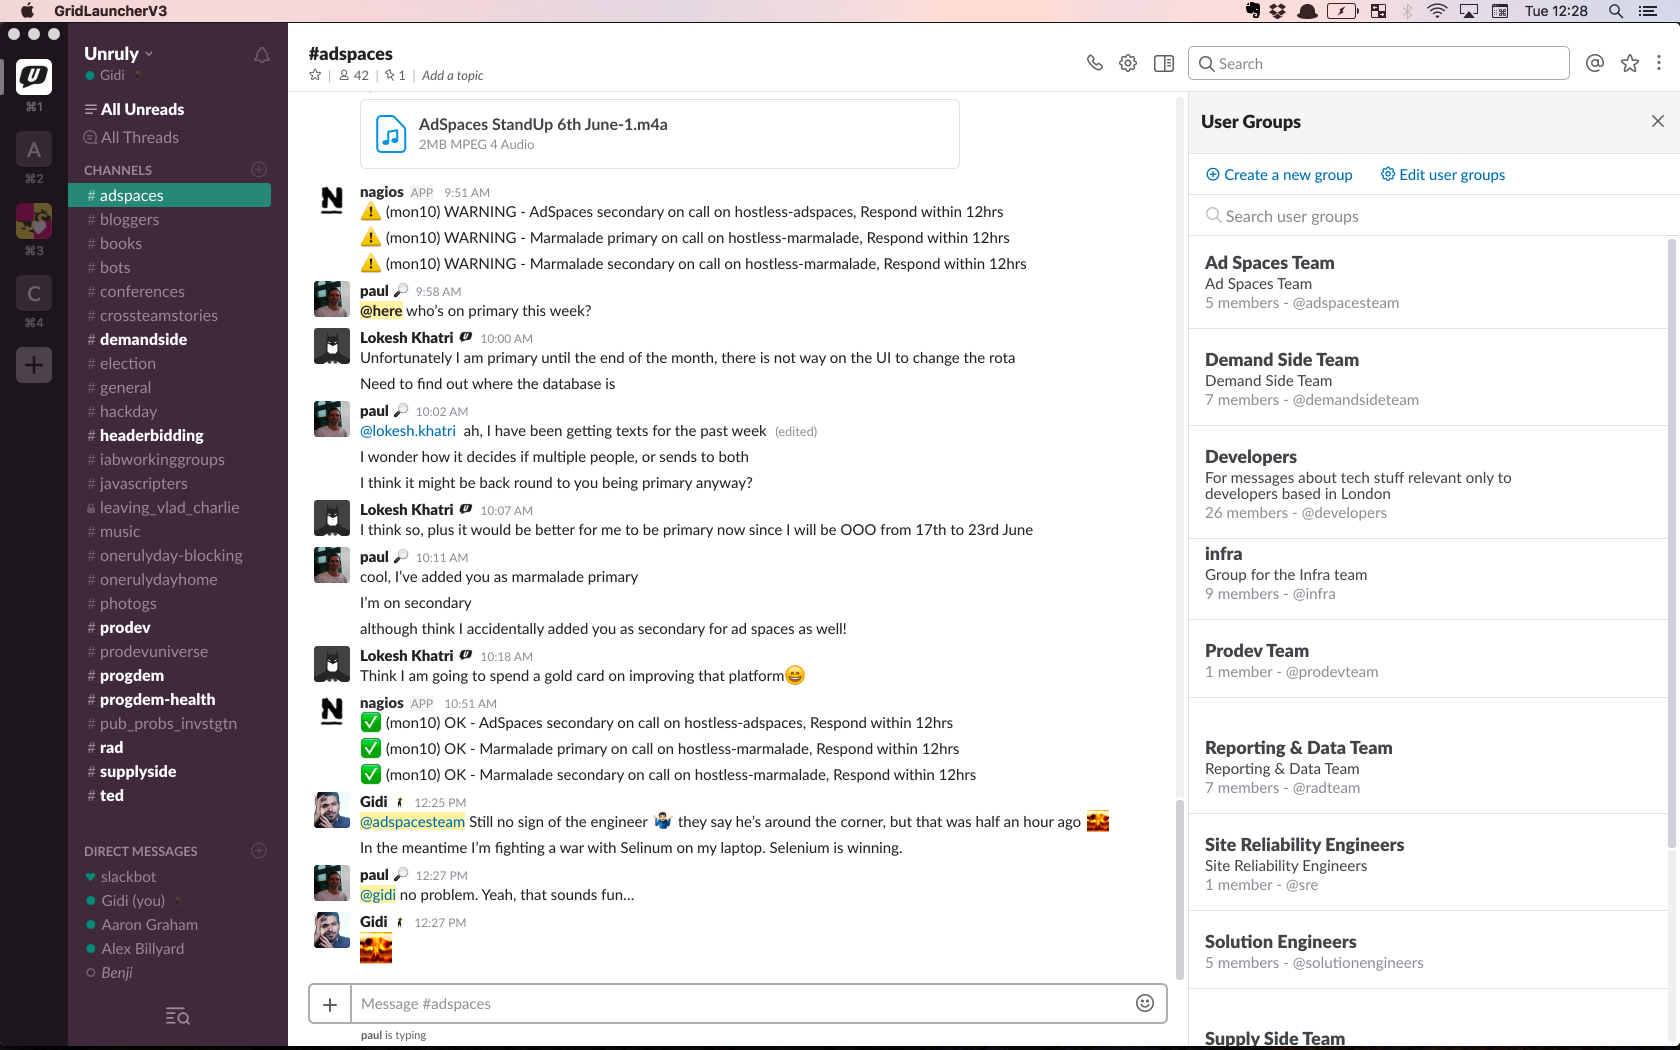 GridLauncherV3
Tue 12:28
⌘1
A
⌘2
⌘3
C
⌘4
Unruly
Gidi
All Unreads
All Threads
CHANNELS
# adspaces
# bloggers
# books
# bots
# conferences
# crossteamstories
# demandside
# election
# general
# hackday
# headerbidding
# iabworkinggroups
# javascripters
leaving_vlad_charlie
# music
# onerulyday-blocking
# onerulydayhome
# photogs
# prodev
# prodevuniverse
# progdem
# progdem-health
# pub_probs_invstgtn
# rad
# supplyside
# ted
DIRECT MESSAGES
slackbot
Gidi (you)
Aaron Graham
Alex Billyard
Benji
#adspaces
42 | 1 | Add a topic
Search
AdSpaces StandUp 6th June-1.m4a
2MB MPEG 4 Audio
nagios APP 9:51 AM
(mon10) WARNING - AdSpaces secondary on call on hostless-adspaces, Respond within 12hrs
(mon10) WARNING - Marmalade primary on call on hostless-marmalade, Respond within 12hrs
(mon10) WARNING - Marmalade secondary on call on hostless-marmalade, Respond within 12hrs
paul 9:58 AM
@here who's on primary this week?
Lokesh Khatri 10:00 AM
Unfortunately I am primary until the end of the month, there is not way on the UI to change the rota
Need to find out where the database is
paul 10:02 AM
@lokesh.khatri ah, I have been getting texts for the past week (edited)
I wonder how it decides if multiple people, or sends to both
I think it might be back round to you being primary anyway?
Lokesh Khatri 10:07 AM
I think so, plus it would be better for me to be primary now since I will be OOO from 17th to 23rd June
paul 10:11 AM
cool, I've added you as marmalade primary
I'm on secondary
although think I accidentally added you as secondary for ad spaces as well!
Lokesh Khatri 10:18 AM
Think I am going to spend a gold card on improving that platform
nagios APP 10:51 AM
(mon10) OK - AdSpaces secondary on call on hostless-adspaces, Respond within 12hrs
(mon10) OK - Marmalade primary on call on hostless-marmalade, Respond within 12hrs
(mon10) OK - Marmalade secondary on call on hostless-marmalade, Respond within 12hrs
Gidi 12:25 PM
@adspacesteam Still no sign of the engineer they say he's around the corner, but that was half an hour ago
In the meantime I'm fighting a war with Selinum on my laptop. Selenium is winning.
paul 12:27 PM
@gidi no problem. Yeah, that sounds fun...
Gidi 12:27 PM
Message #adspaces
paul is typing
User Groups
Create a new group
Edit user groups
Search user groups
Ad Spaces Team
Ad Spaces Team
5 members - @adspacesteam
Demand Side Team
Demand Side Team
7 members - @demandsideteam
Developers
For messages about tech stuff relevant only to
developers based in London
26 members - @developers
infra
Group for the Infra team
9 members - @infra
Prodev Team
1 member - @prodevteam
Reporting & Data Team
Reporting & Data Team
7 members - @radteam
Site Reliability Engineers
Site Reliability Engineers
1 member - @sre
Solution Engineers
5 members - @solutionengineers
Supply Side Team